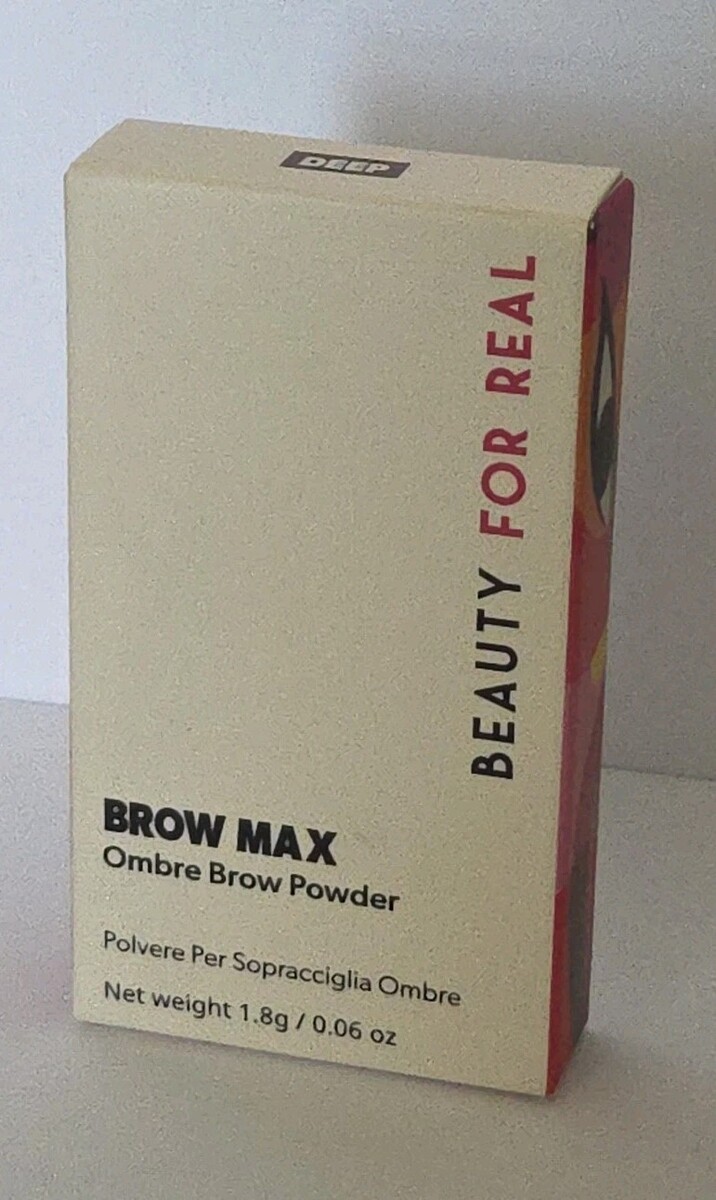 DEEP
BEAUTY FOR REAL
BROW MAX
Ombre Brow Powder
Polvere Per Sopracciglia Ombre
Net weight 1.8g / 0.06 oz